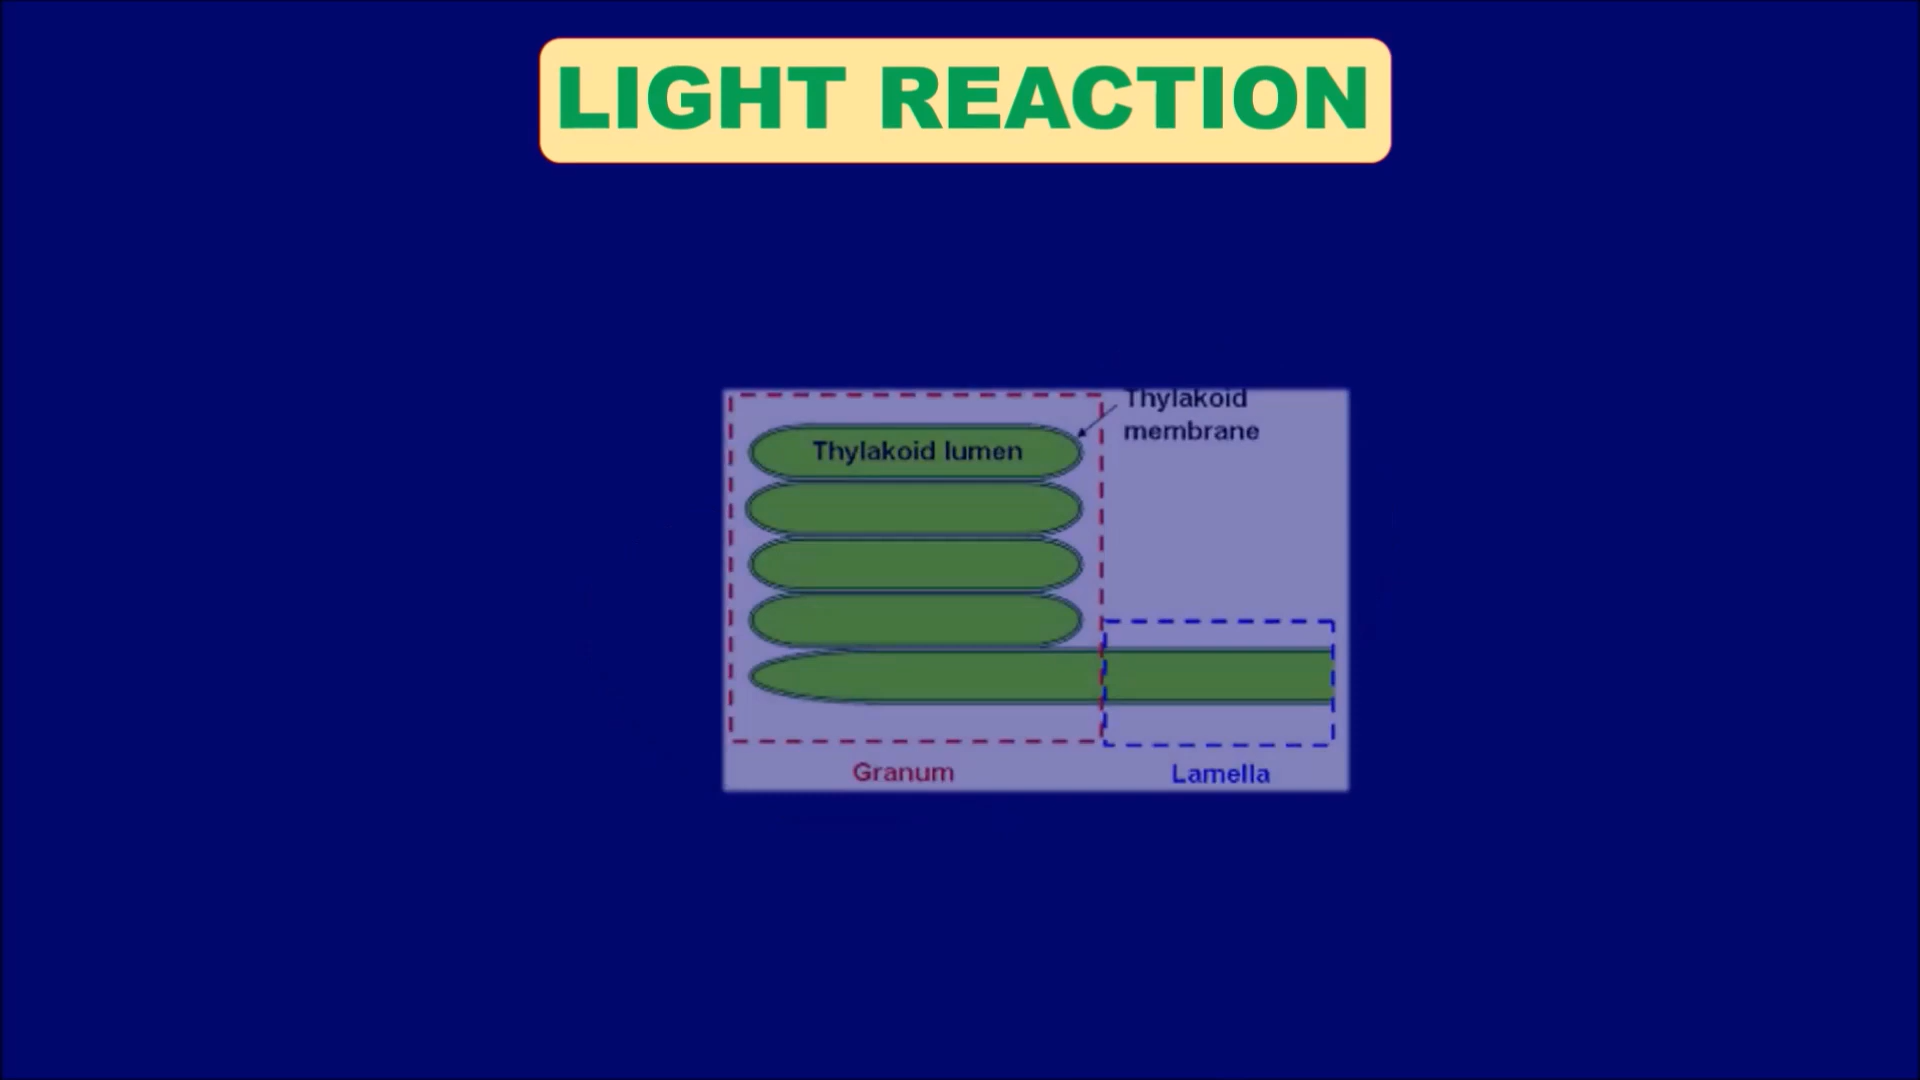 LIGHT REACTION
Thylakoid
membrane
Thylakoid lumen
Granum
Lamella